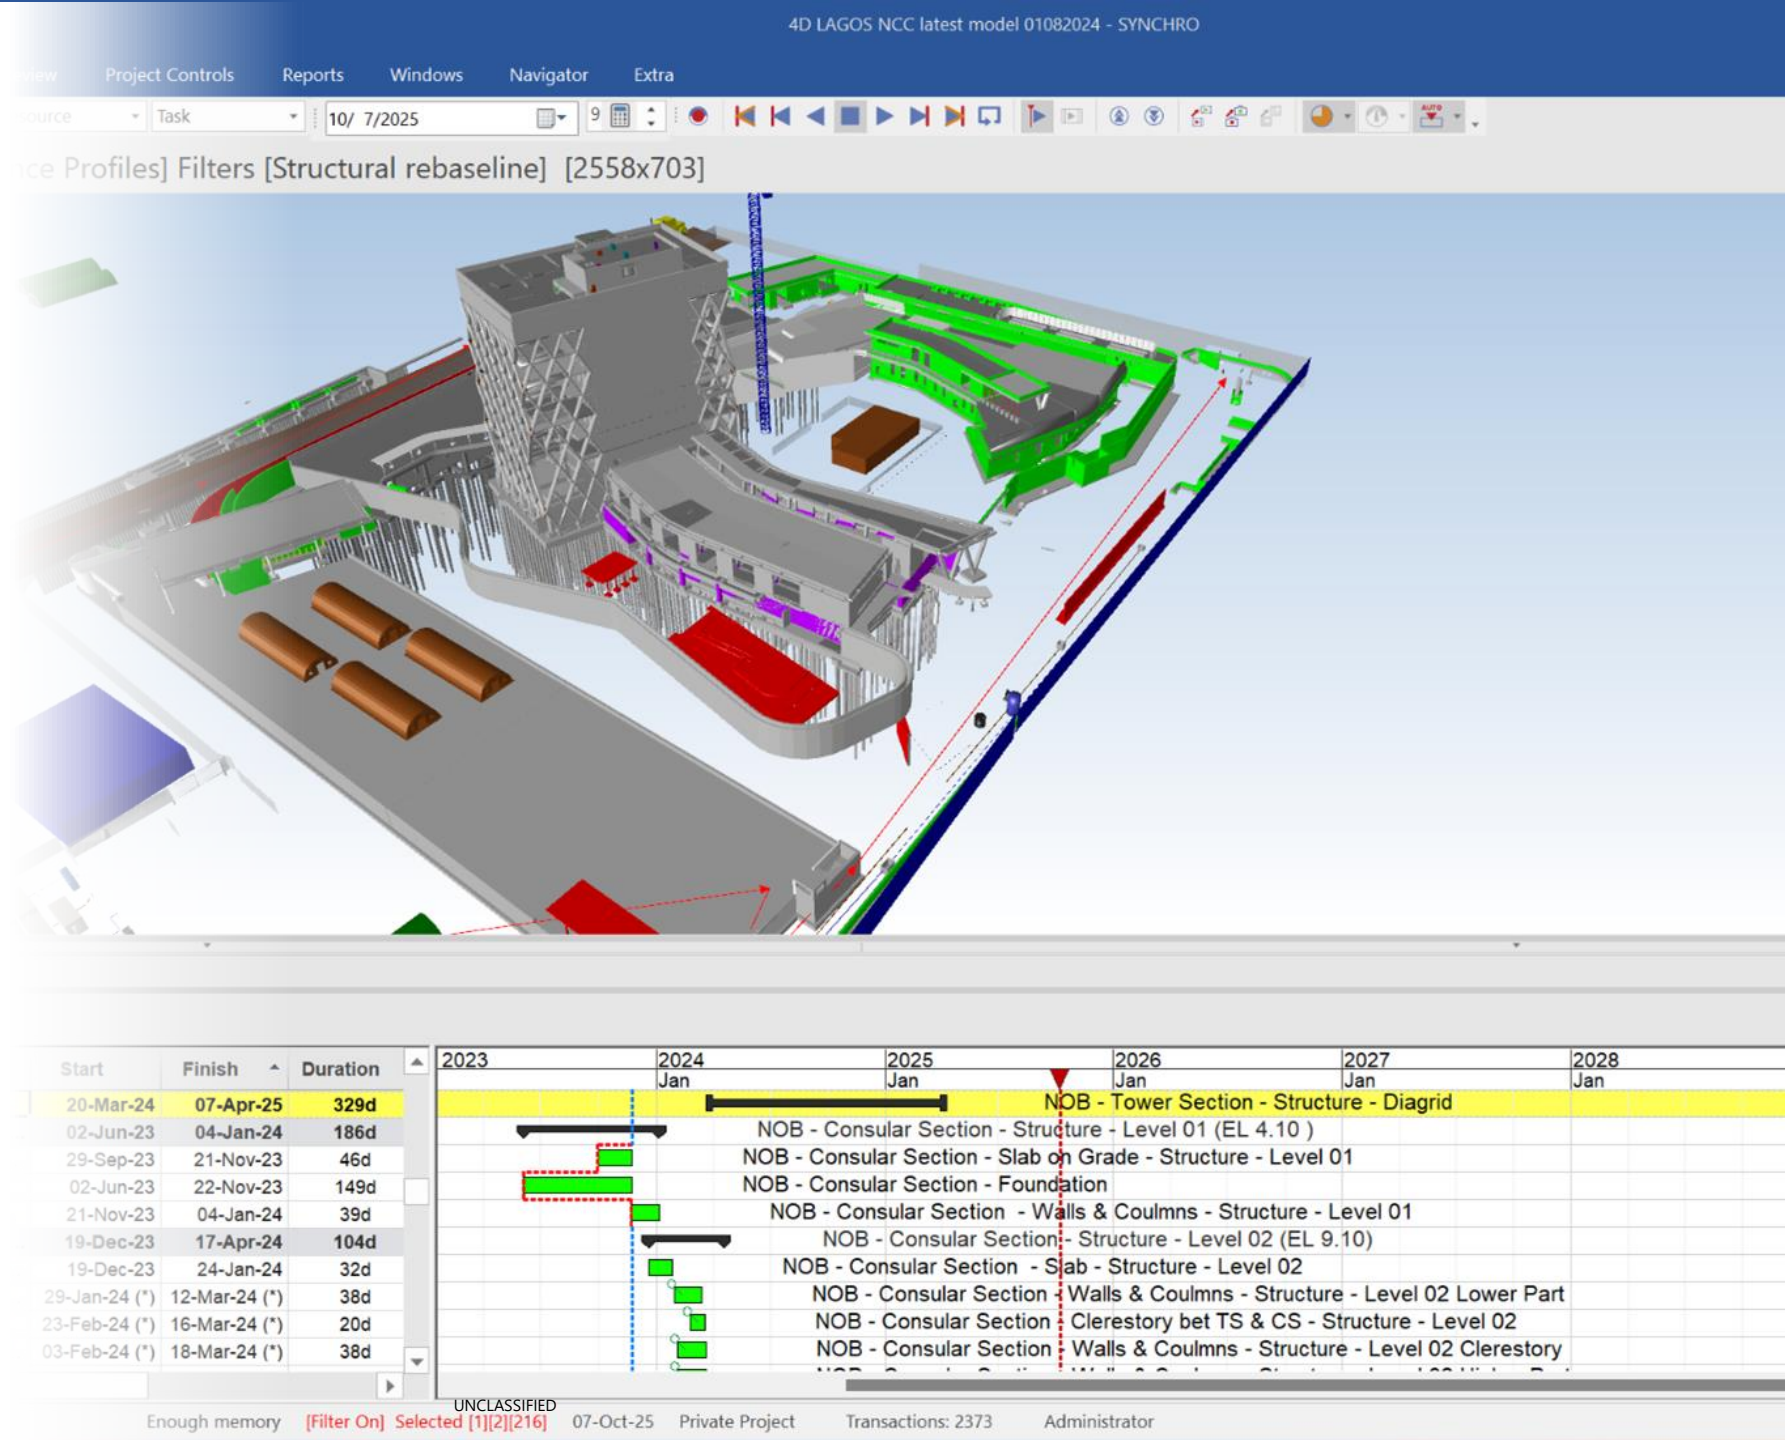 4D LAGOS NCC latest model 01082024 - SYNCHRO
view Project Controls Reports Windows Navigator Extra
Task 10/ 7/2025 9 AUTO
Profiles] Filters [Structural rebaseline] [2558x703]
Start Finish Duration 2023 2024 2025 2026 2027 2028
Jan Jan Jan Jan Jan
20-Mar-24 07-Apr-25 329d NOB - Tower Section - Structure - Diagrid
02-Jun-23 04-Jan-24 186d NOB - Consular Section - Structure - Level 01 (EL 4.10 )
29-Sep-23 21-Nov-23 46d NOB - Consular Section - Slab on Grade - Structure - Level 01
02-Jun-23 22-Nov-23 149d NOB - Consular Section - Foundation
21-Nov-23 04-Jan-24 39d NOB - Consular Section - Walls & Coulmns - Structure - Level 01
19-Dec-23 17-Apr-24 104d NOB - Consular Section - Structure - Level 02 (EL 9.10)
19-Dec-23 24-Jan-24 32d NOB - Consular Section - Slab - Structure - Level 02
29-Jan-24 (*) 12-Mar-24 (*) 38d NOB - Consular Section - Walls & Coulmns - Structure - Level 02 Lower Part
23-Feb-24 (*) 16-Mar-24 (*) 20d NOB - Consular Section - Clerestory bet TS & CS - Structure - Level 02
03-Feb-24 (*) 18-Mar-24 (*) 38d NOB - Consular Section - Walls & Coulmns - Structure - Level 02 Clerestory
UNCLASSIFIED
Enough memory [Filter On] Selected [1][2][216] 07-Oct-25 Private Project Transactions: 2373 Administrator